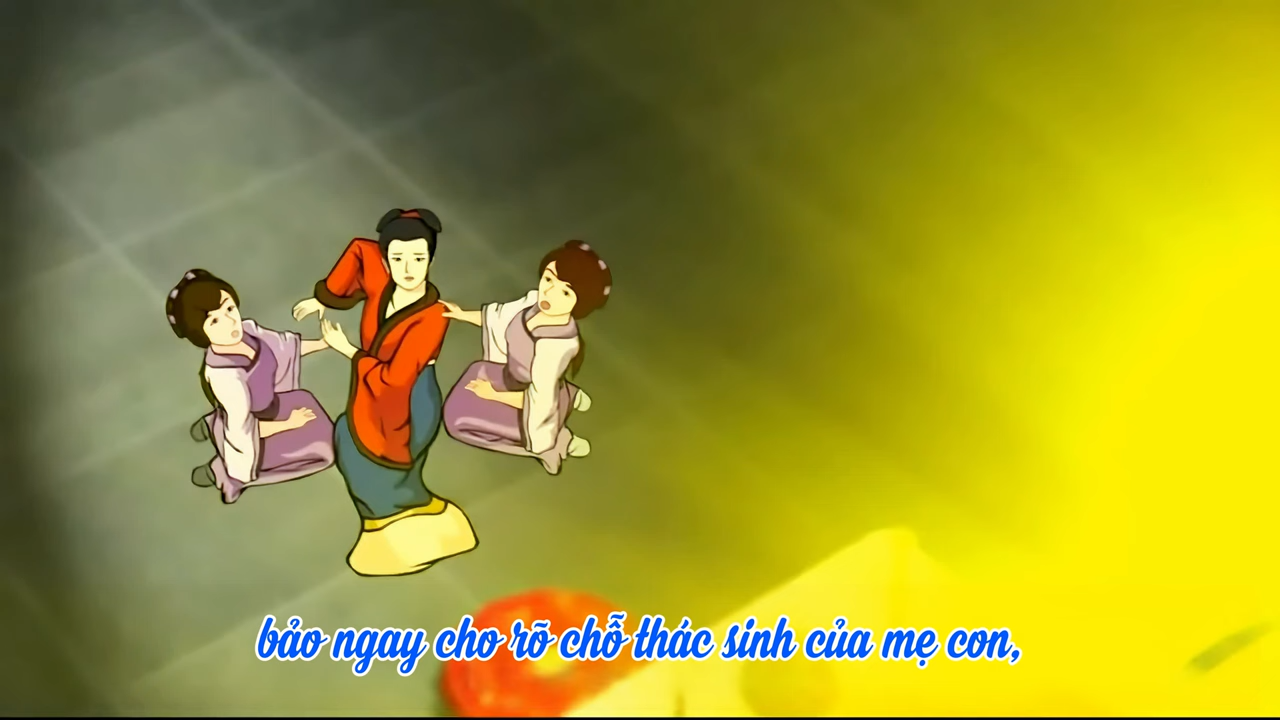 bảo ngay cho rõ chỗ thác sinh của mẹ con,